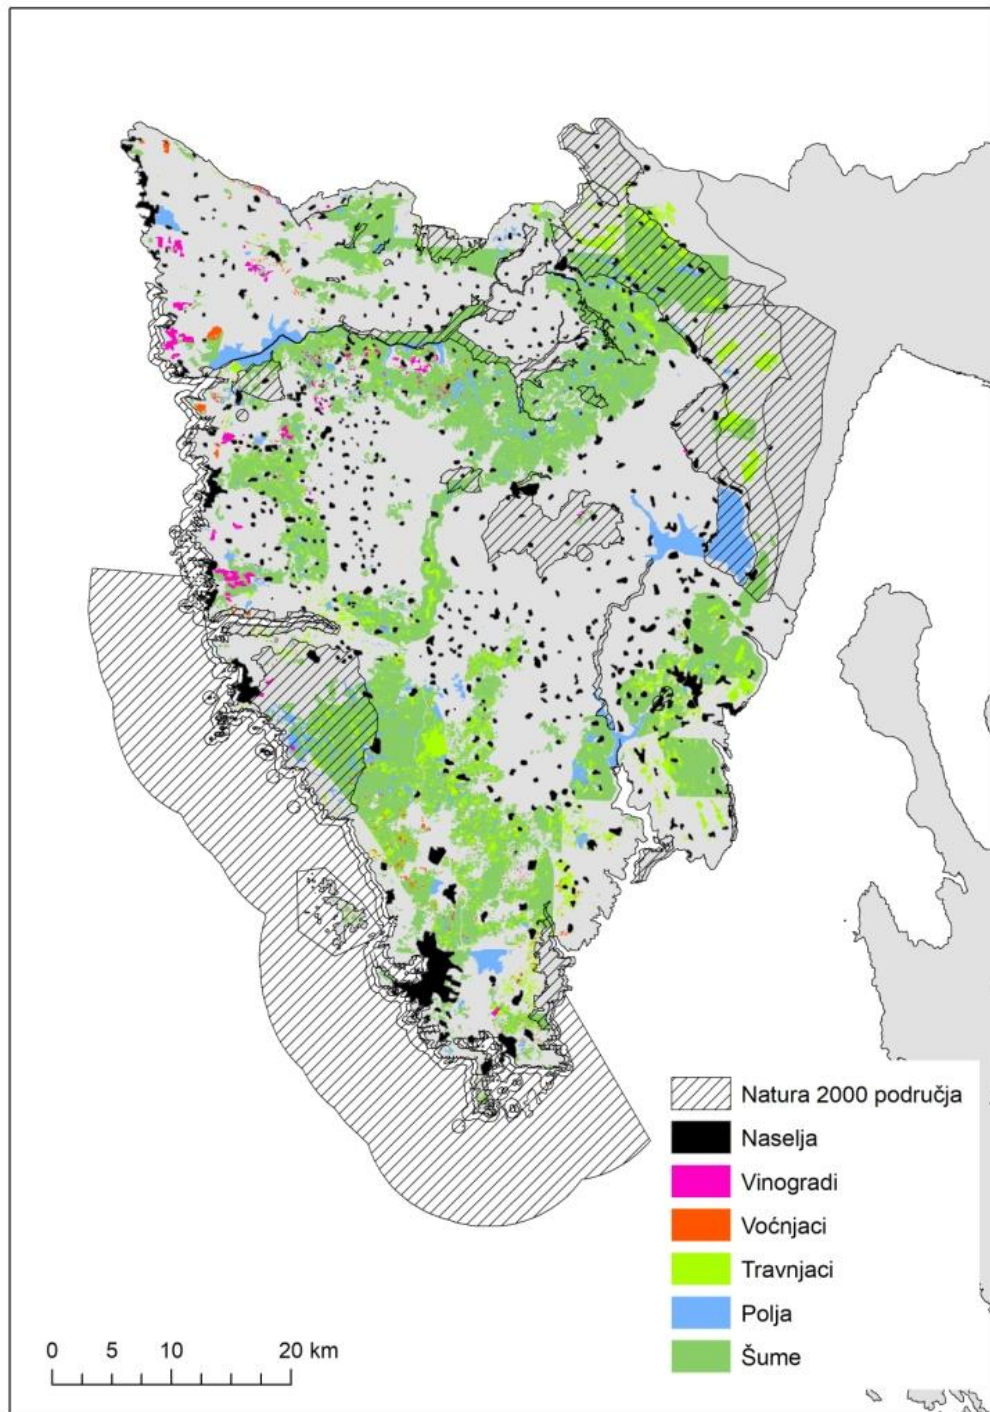 Natura 2000 područja
Naselja
Vinogradi
Voćnjaci
Travnjaci
Polja
Šume
0 5 10 20 km